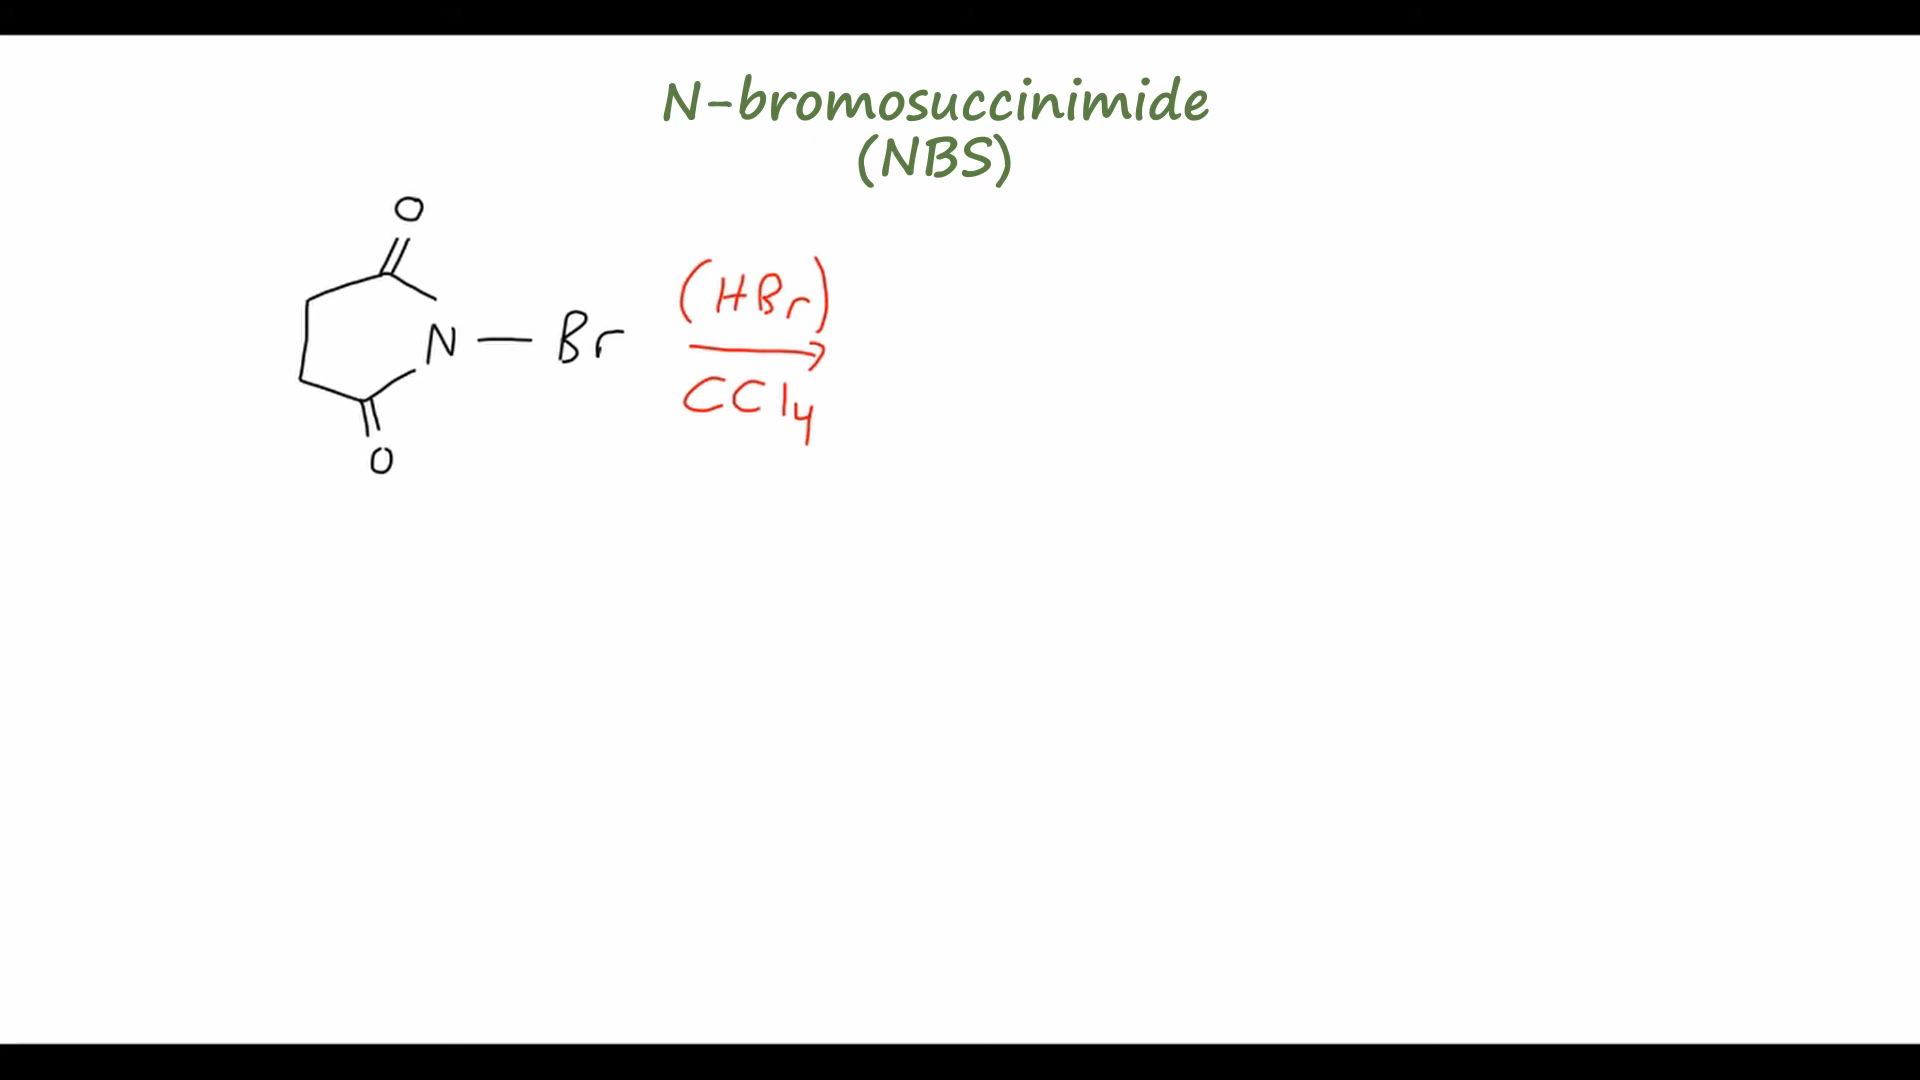 N-bromosuccinimide
(NBS)
O
(HBr)
N — Br
CCl4
O